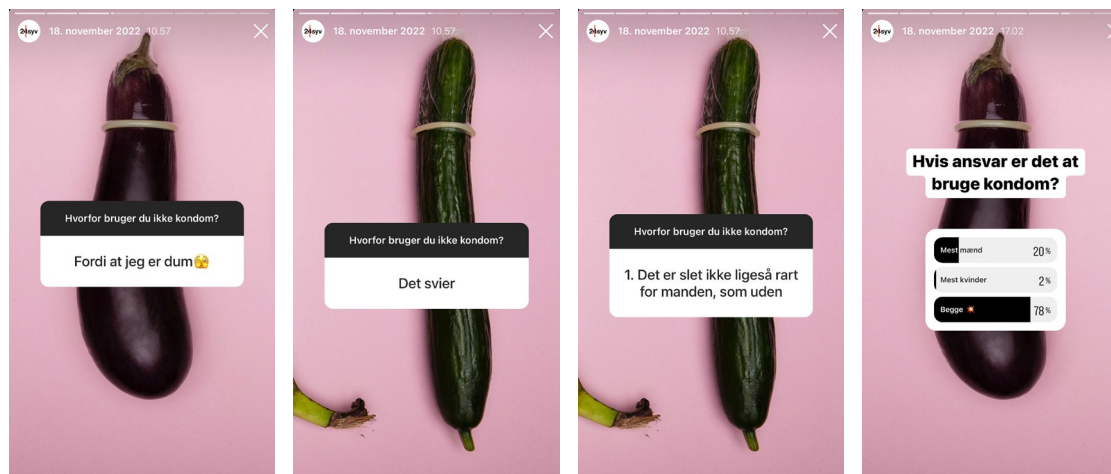 24syv 18. november 2022 10.57
Hvorfor bruger du ikke kondom?
Fordi at jeg er dum🫣
24syv 18. november 2022 10.57
Hvorfor bruger du ikke kondom?
Det svier
24syv 18. november 2022 10.57
Hvorfor bruger du ikke kondom?
1. Det er slet ikke ligeså rart
for manden, som uden
24syv 18. november 2022 17.02
Hvis ansvar er det at
bruge kondom?
Mest mænd 20%
Mest kvinder 2%
Begge 💥 78%